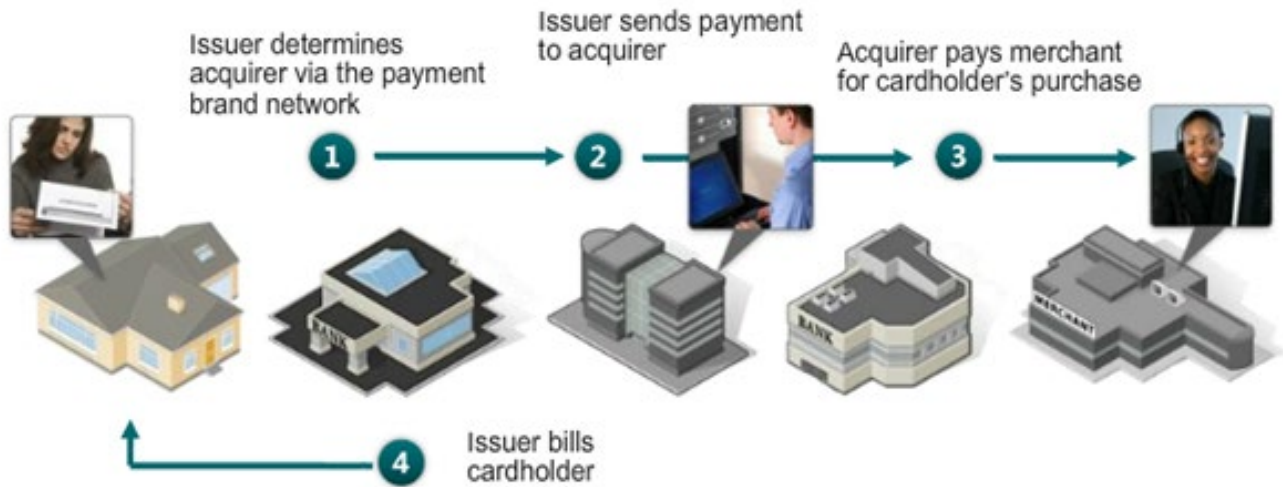 Issuer determines
acquirer via the payment
brand network
Issuer sends payment
to acquirer
Acquirer pays merchant
for cardholder's purchase
1
2
3
BANK
BANK
MERCHANT
4
Issuer bills
cardholder